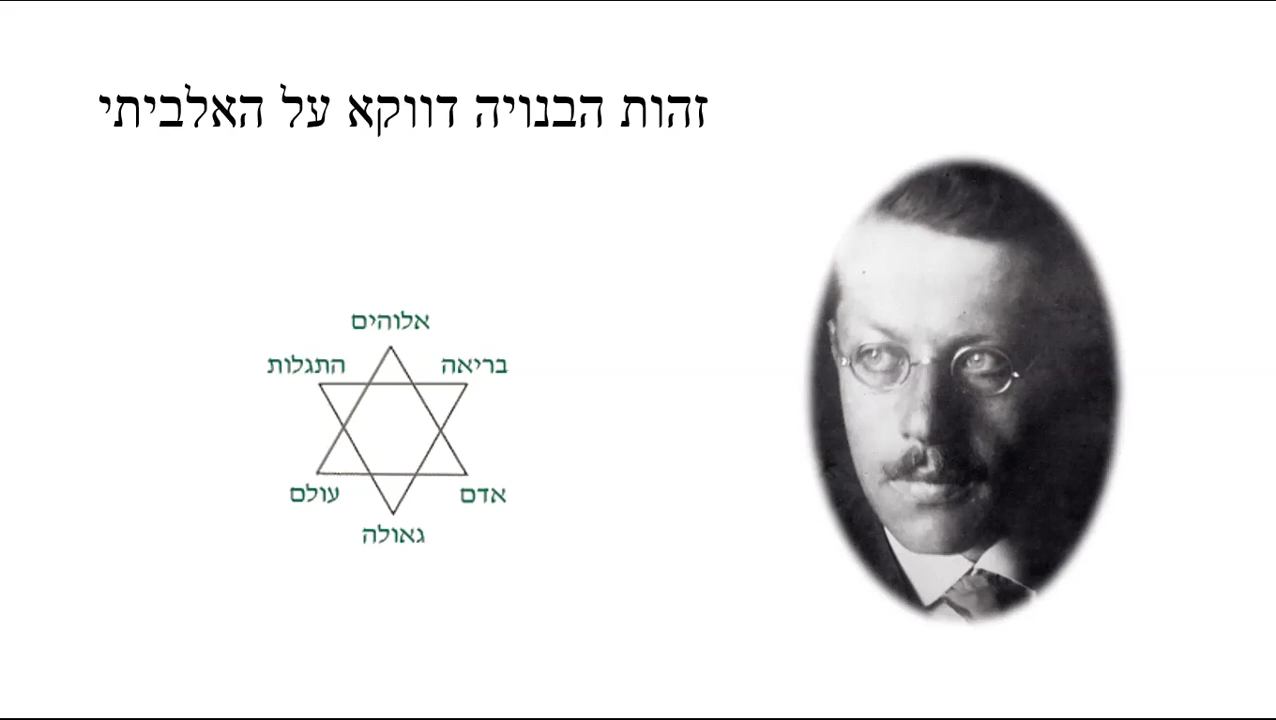 זהות הבנויה דווקא על האלביתי
אלוהים
בריאה
התגלות
אדם
עולם
גאולה